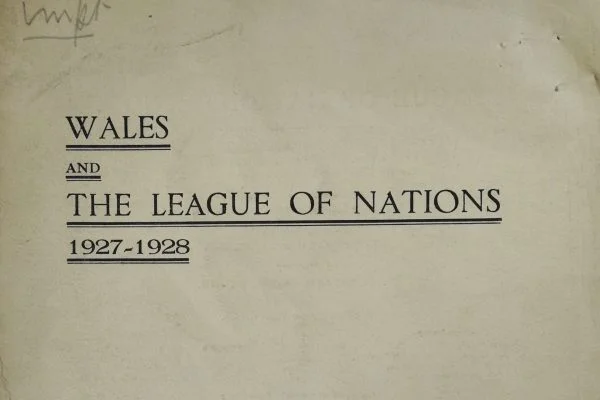 WALES
AND
THE LEAGUE OF NATIONS
1927-1928